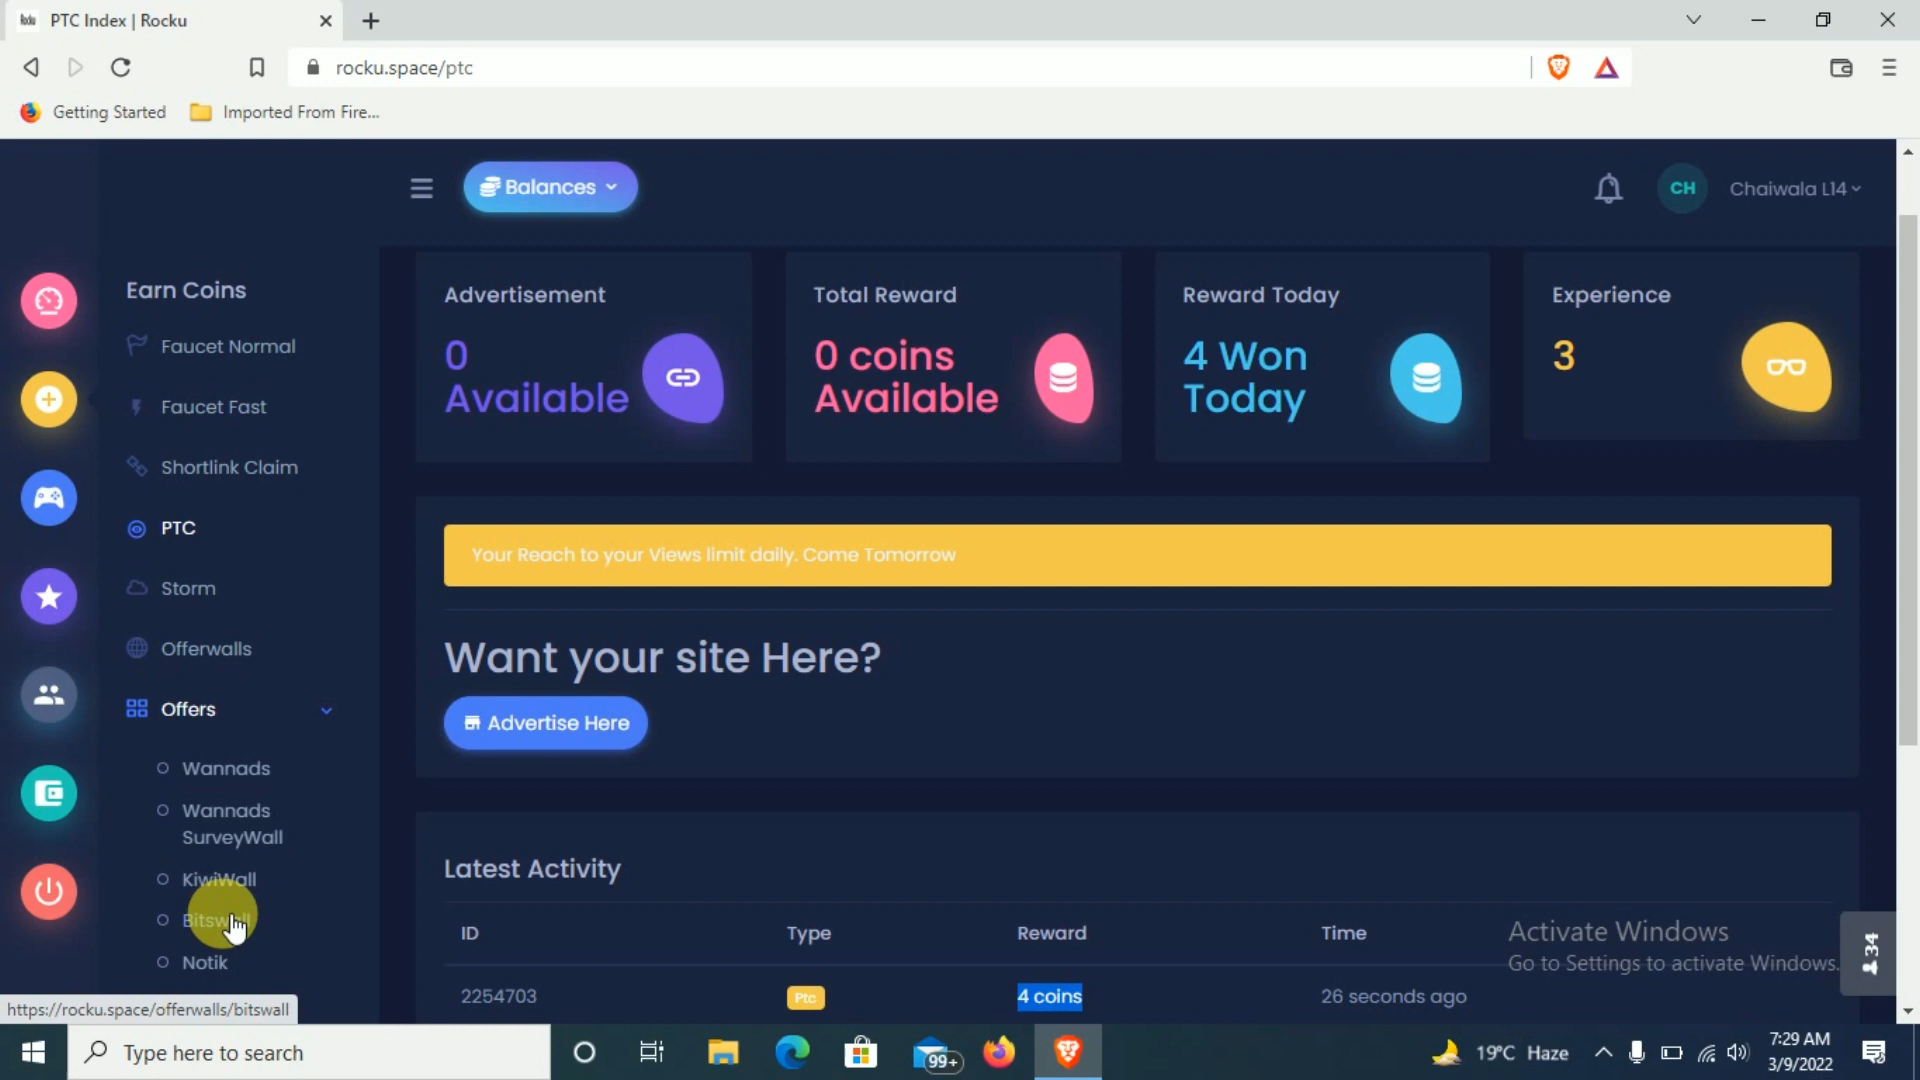 PTC Index | Rocku
rocku.space/ptc
Getting Started
Imported From Fire...
Balances
CH
Chaiwala L14
Earn Coins
Faucet Normal
Faucet Fast
Shortlink Claim
PTC
Storm
Offerwalls
Offers
Wannads
Wannads
SurveyWall
KiwiWall
Bitswall
Notik
https://rocku.space/offerwalls/bitswall
Advertisement
0
Available
Total Reward
0 coins
Available
Reward Today
4 Won
Today
Experience
3
Your Reach to your Views limit daily. Come Tomorrow
Want your site Here?
Advertise Here
Latest Activity
ID Type Reward Time
2254703 Ptc 4 coins 26 seconds ago
Activate Windows
Go to Settings to activate Windows.
34
Type here to search
99+
19°C Haze
7:29 AM
3/9/2022